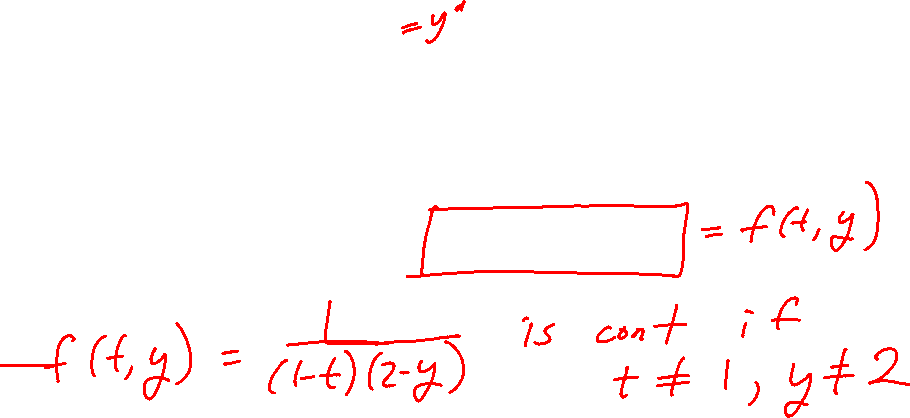 = y'
= f(t, y)
f(t, y) = 1/((1-t)(2-y)) is cont if
t ≠ 1, y ≠ 2